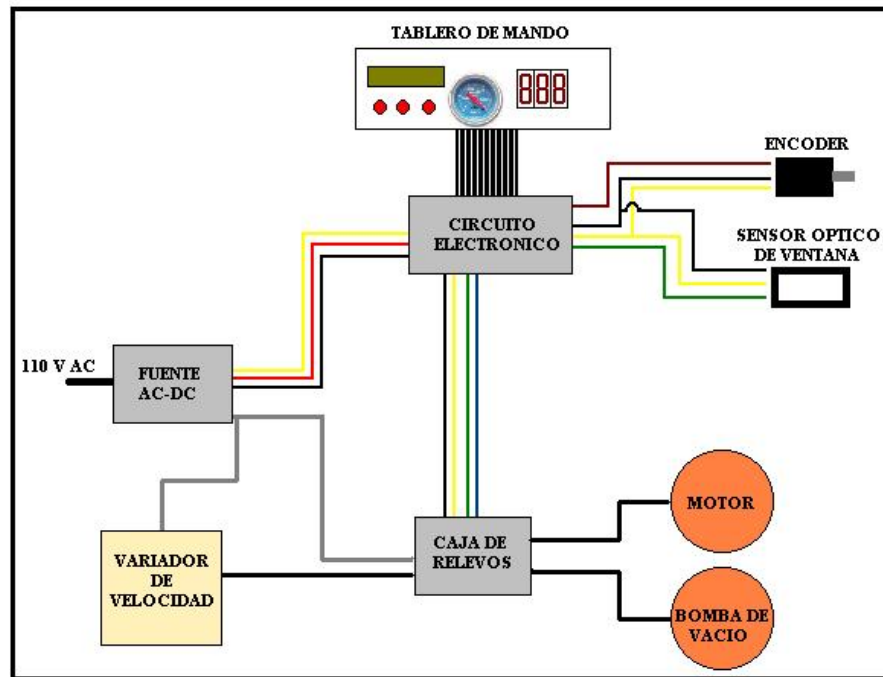 TABLERO DE MANDO
888
ENCODER
CIRCUITO
ELECTRONICO
SENSOR OPTICO
DE VENTANA
110 V AC
FUENTE
AC-DC
MOTOR
CAJA DE
RELEVOS
VARIADOR
DE
VELOCIDAD
BOMBA DE
VACIO